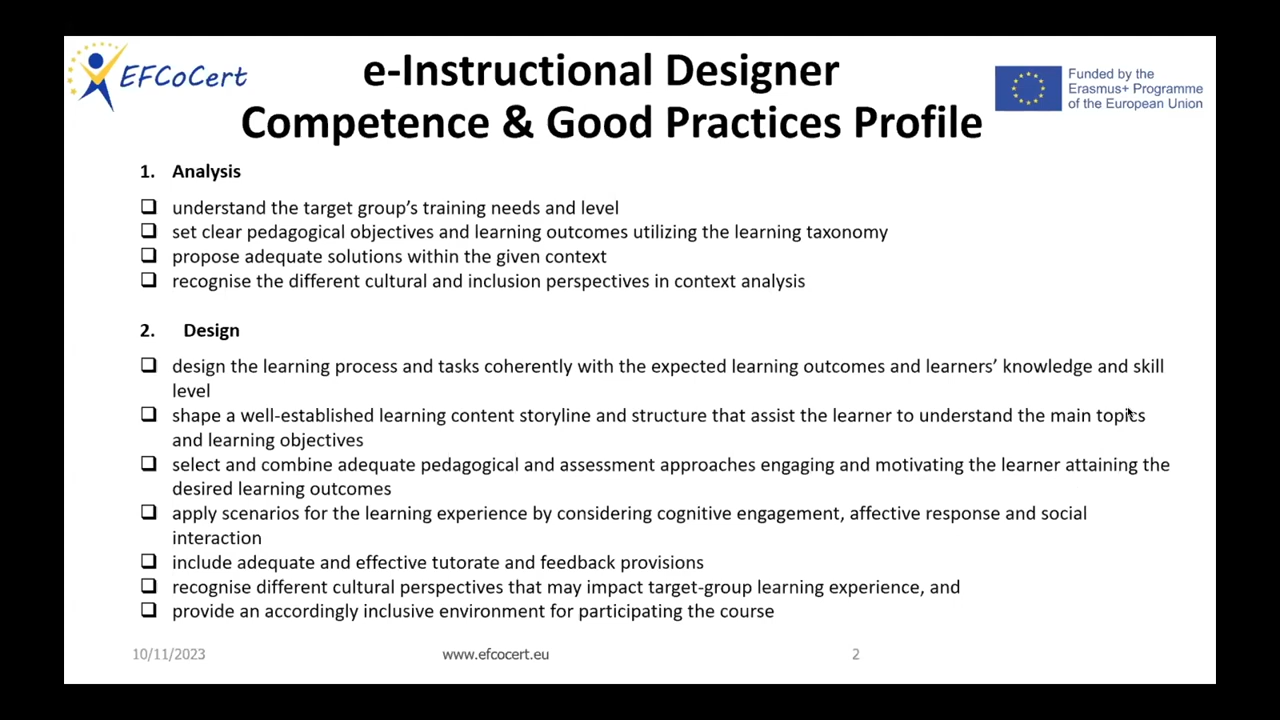 EFCoCert
e-Instructional Designer
Competence & Good Practices Profile
Funded by the
Erasmus+ Programme
of the European Union
1. Analysis
❑ understand the target group’s training needs and level
❑ set clear pedagogical objectives and learning outcomes utilizing the learning taxonomy
❑ propose adequate solutions within the given context
❑ recognise the different cultural and inclusion perspectives in context analysis
2. Design
❑ design the learning process and tasks coherently with the expected learning outcomes and learners’ knowledge and skill
level
❑ shape a well-established learning content storyline and structure that assist the learner to understand the main topics
and learning objectives
❑ select and combine adequate pedagogical and assessment approaches engaging and motivating the learner attaining the
desired learning outcomes
❑ apply scenarios for the learning experience by considering cognitive engagement, affective response and social
interaction
❑ include adequate and effective tutorate and feedback provisions
❑ recognise different cultural perspectives that may impact target-group learning experience, and
❑ provide an accordingly inclusive environment for participating the course
10/11/2023 www.efcocert.eu 2